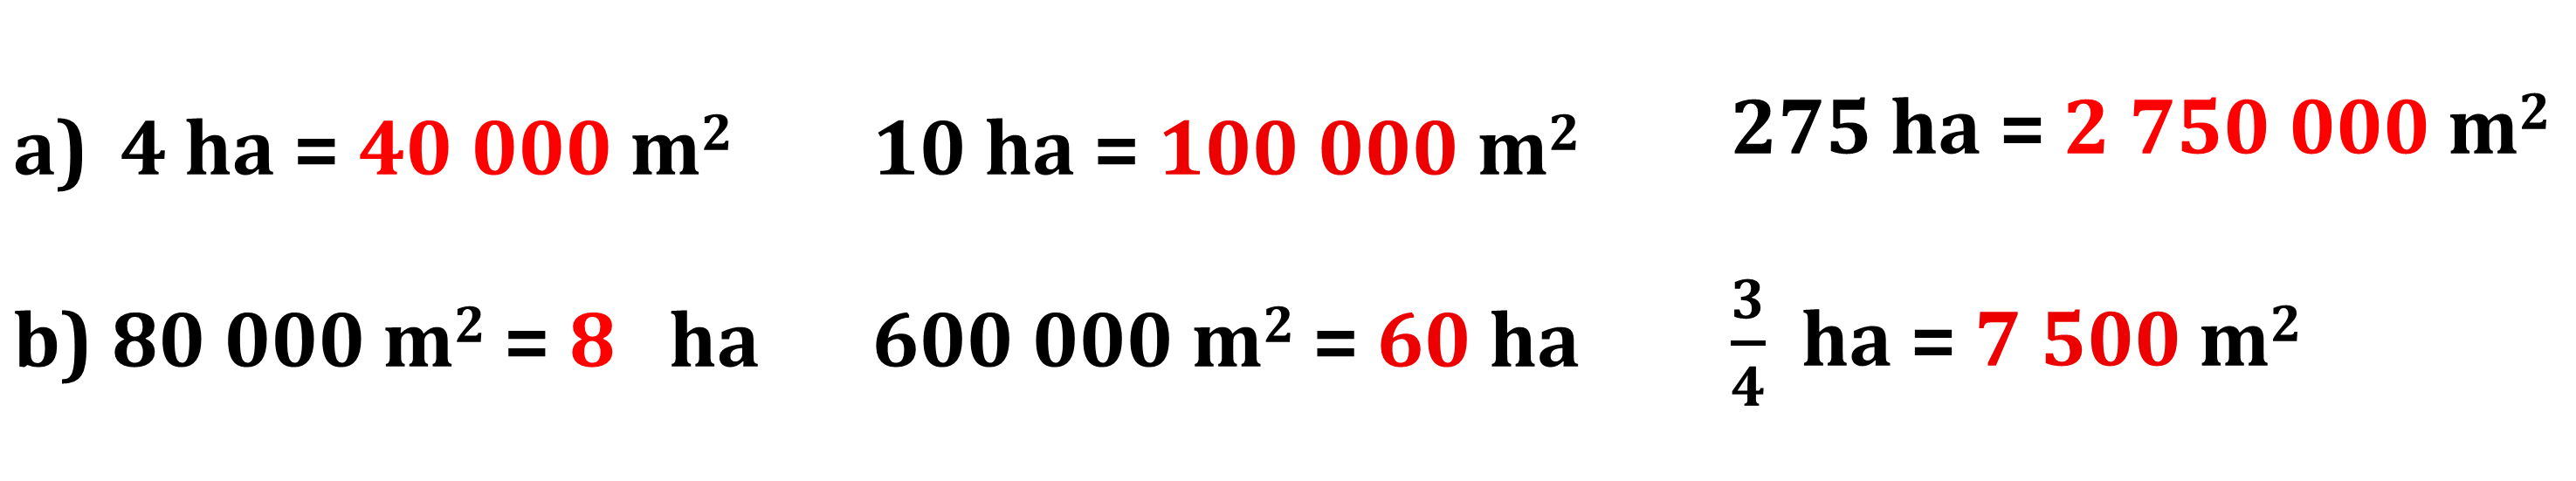 a) 4 ha = 40 000 m² 10 ha = 100 000 m² 275 ha = 2 750 000 m²
b) 80 000 m² = 8 ha 600 000 m² = 60 ha 3/4 ha = 7 500 m²